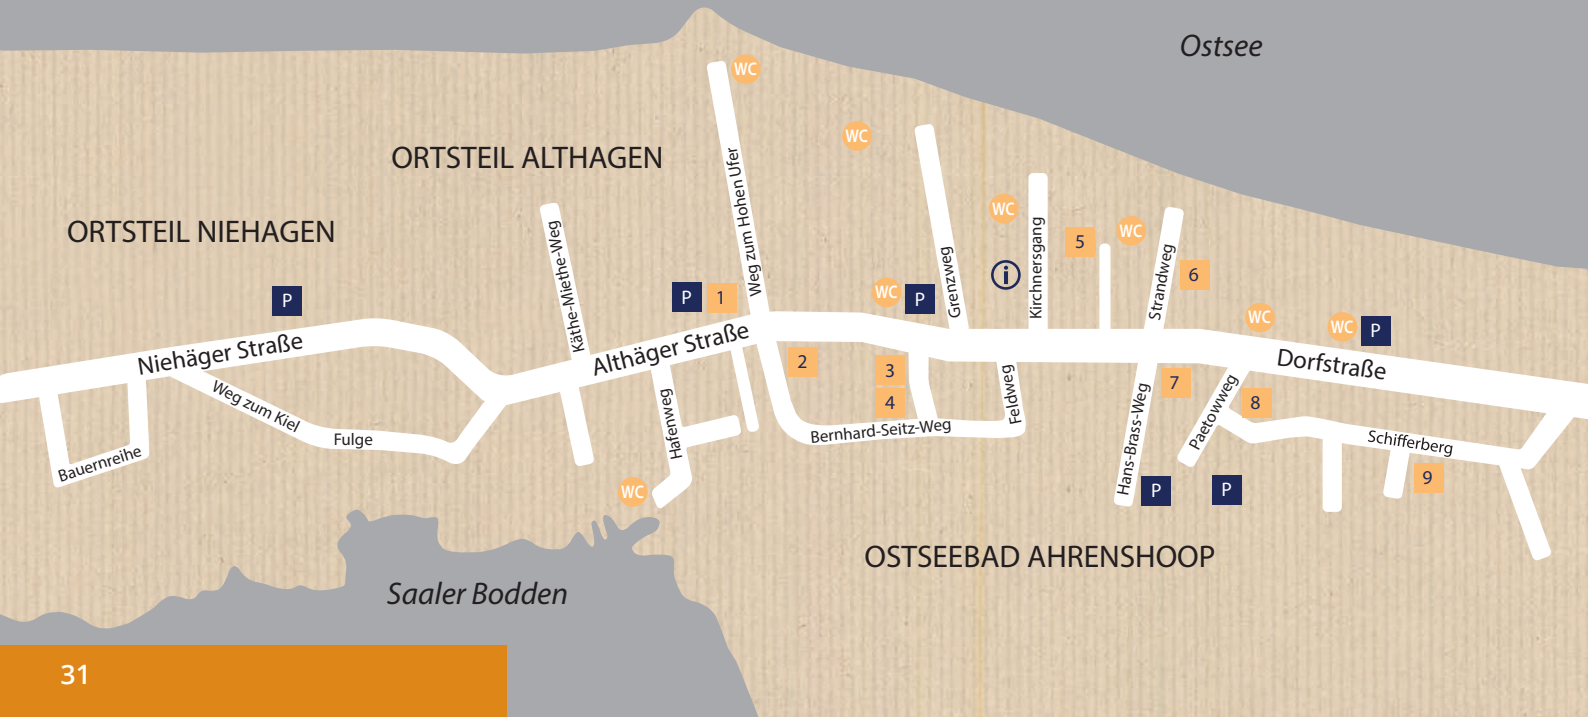 Ostsee
WC
WC
ORTSTEIL ALTHAGEN
Weg zum Hohen Ufer
ORTSTEIL NIEHAGEN
Käthe-Miethe-Weg
WC
Kirchnersgang
5
WC
Strandweg
6
Grenzweg
i
P
P
1
WC
P
WC
WC
P
Niehäger Straße
Althäger Straße
Dorfstraße
2
3
4
7
8
Weg zum Kiel
Fulge
Bauernreihe
Hafenweg
Bernhard-Seitz-Weg
Feldweg
Hans-Brass-Weg
Paetowweg
Schifferberg
9
WC
P
P
OSTSEEBAD AHRENSHOOP
Saaler Bodden
31